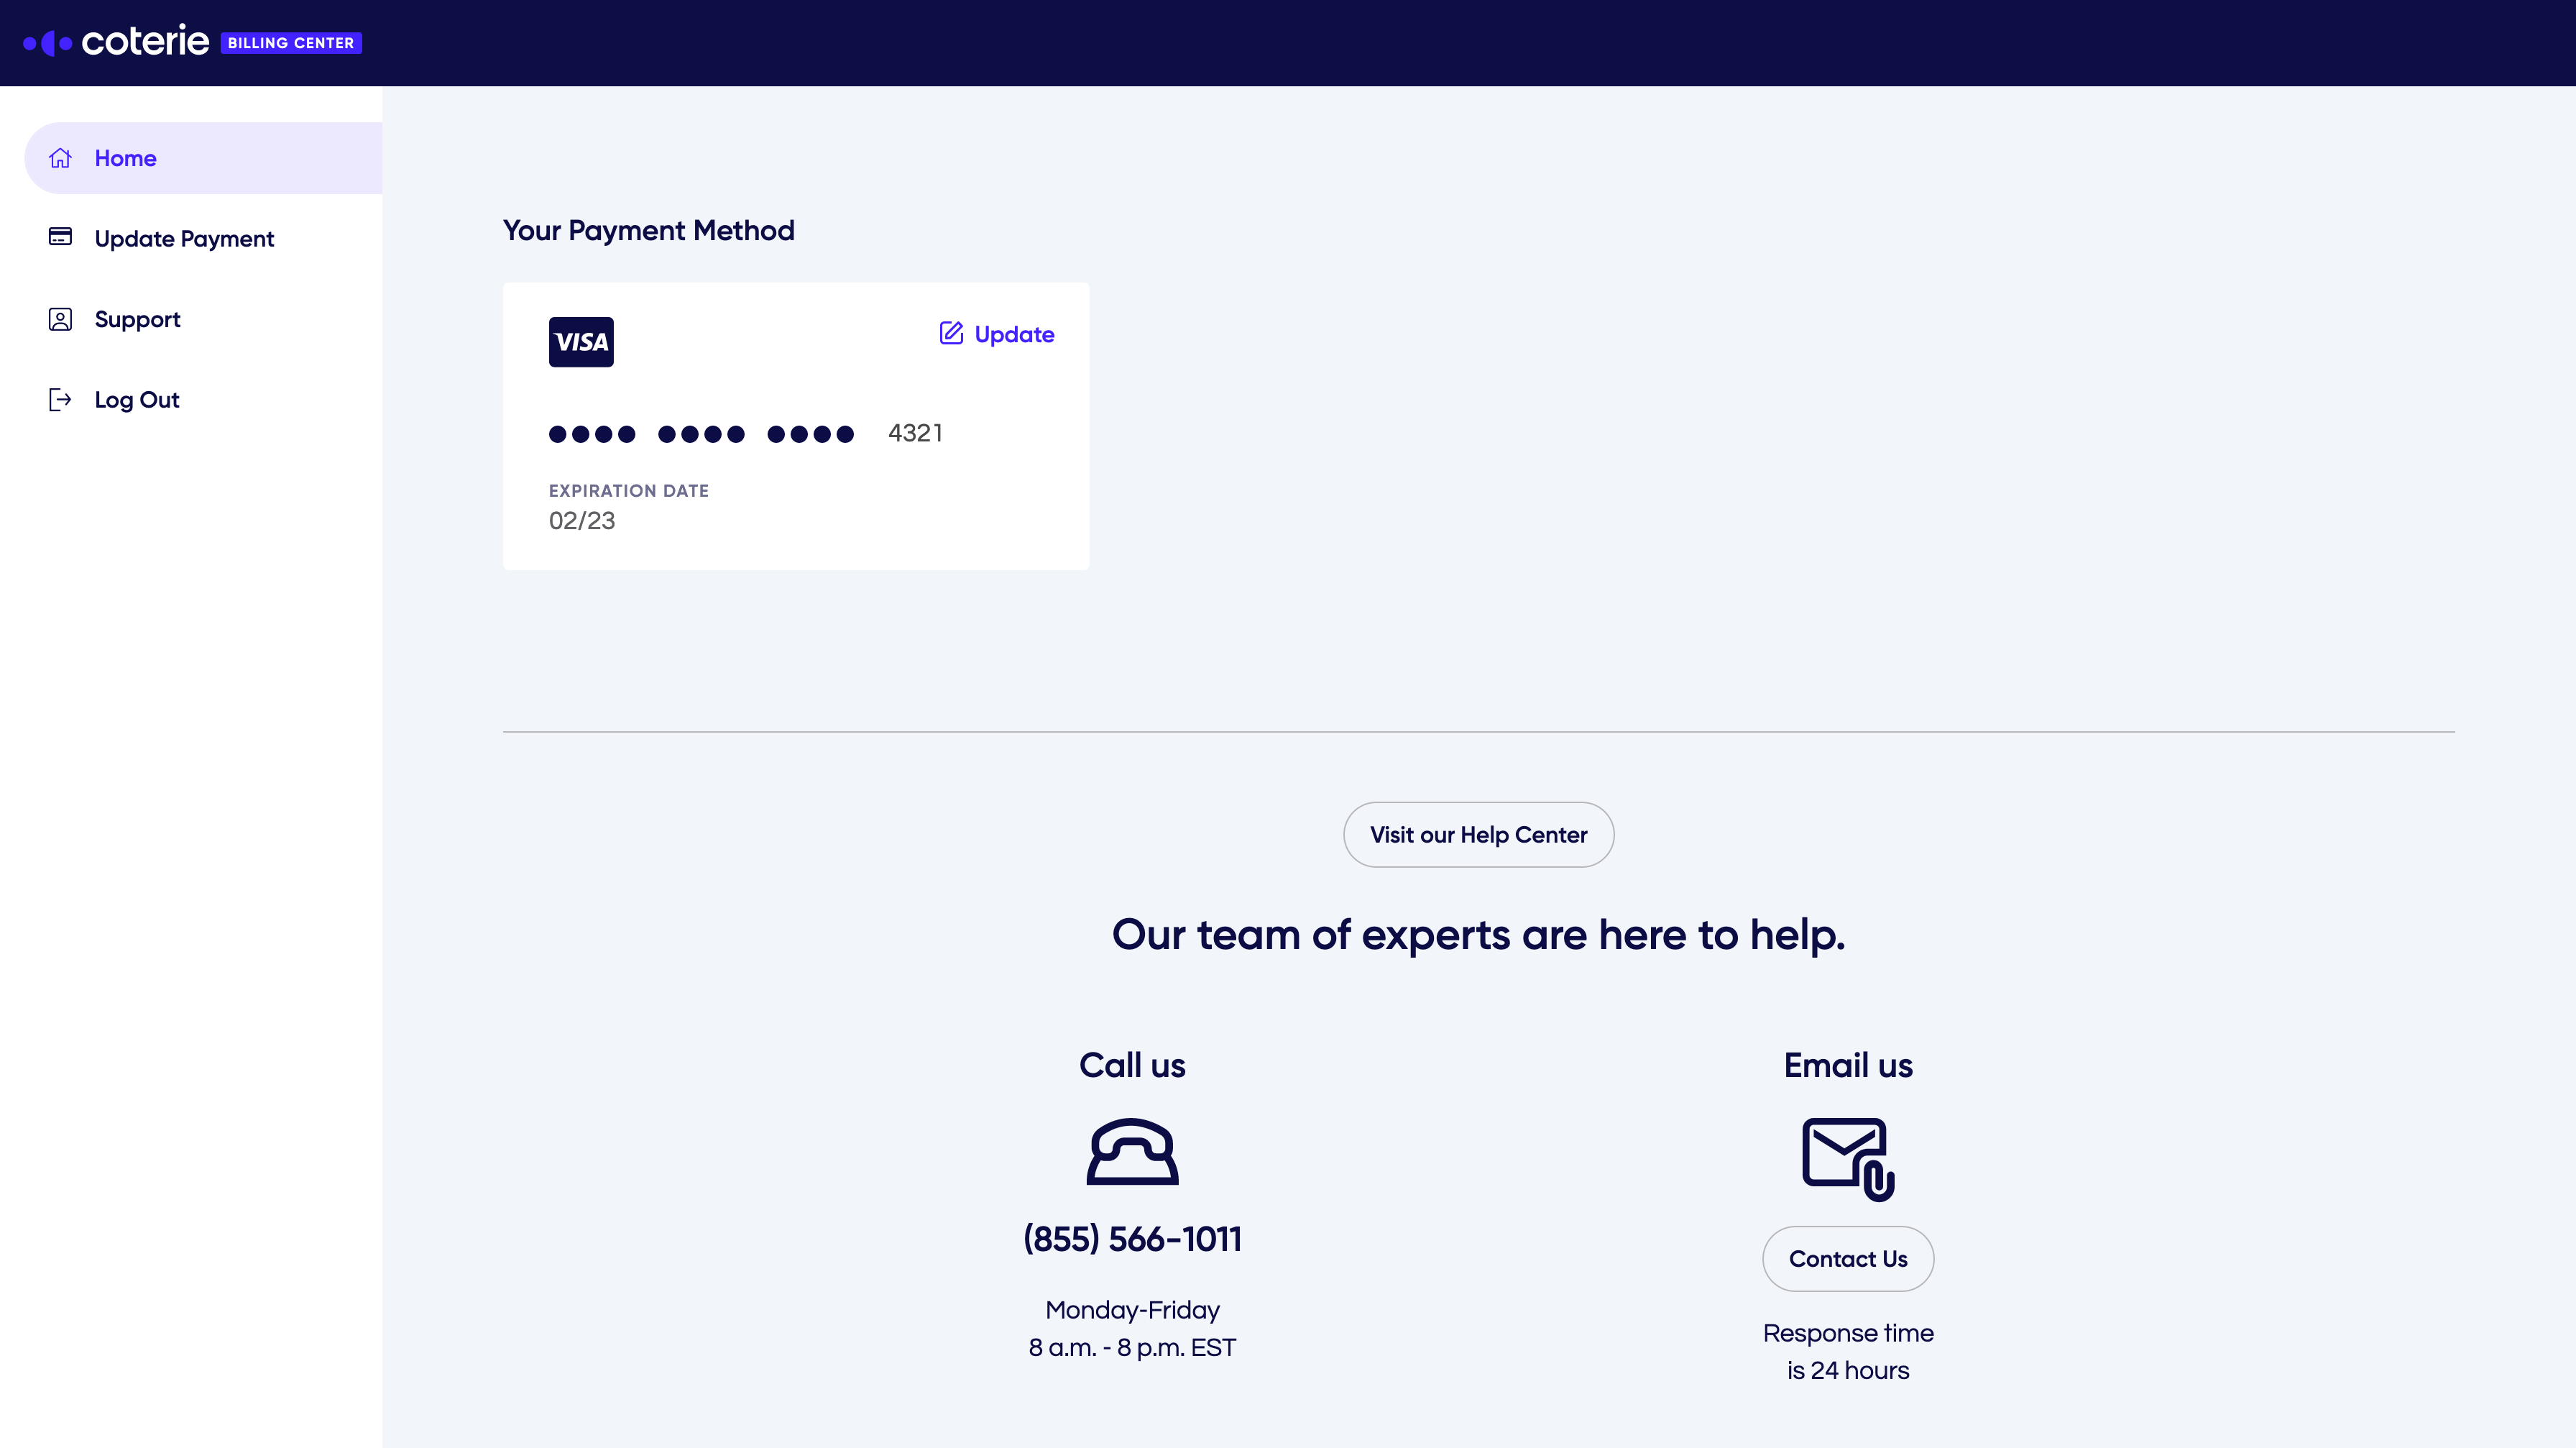 coterie BILLING CENTER
Home
Update Payment
Support
Log Out
Your Payment Method
VISA
Update
4321
EXPIRATION DATE
02/23
Visit our Help Center
Our team of experts are here to help.
Call us
(855) 566-1011
Monday-Friday
8 a.m. - 8 p.m. EST
Email us
Contact Us
Response time
is 24 hours